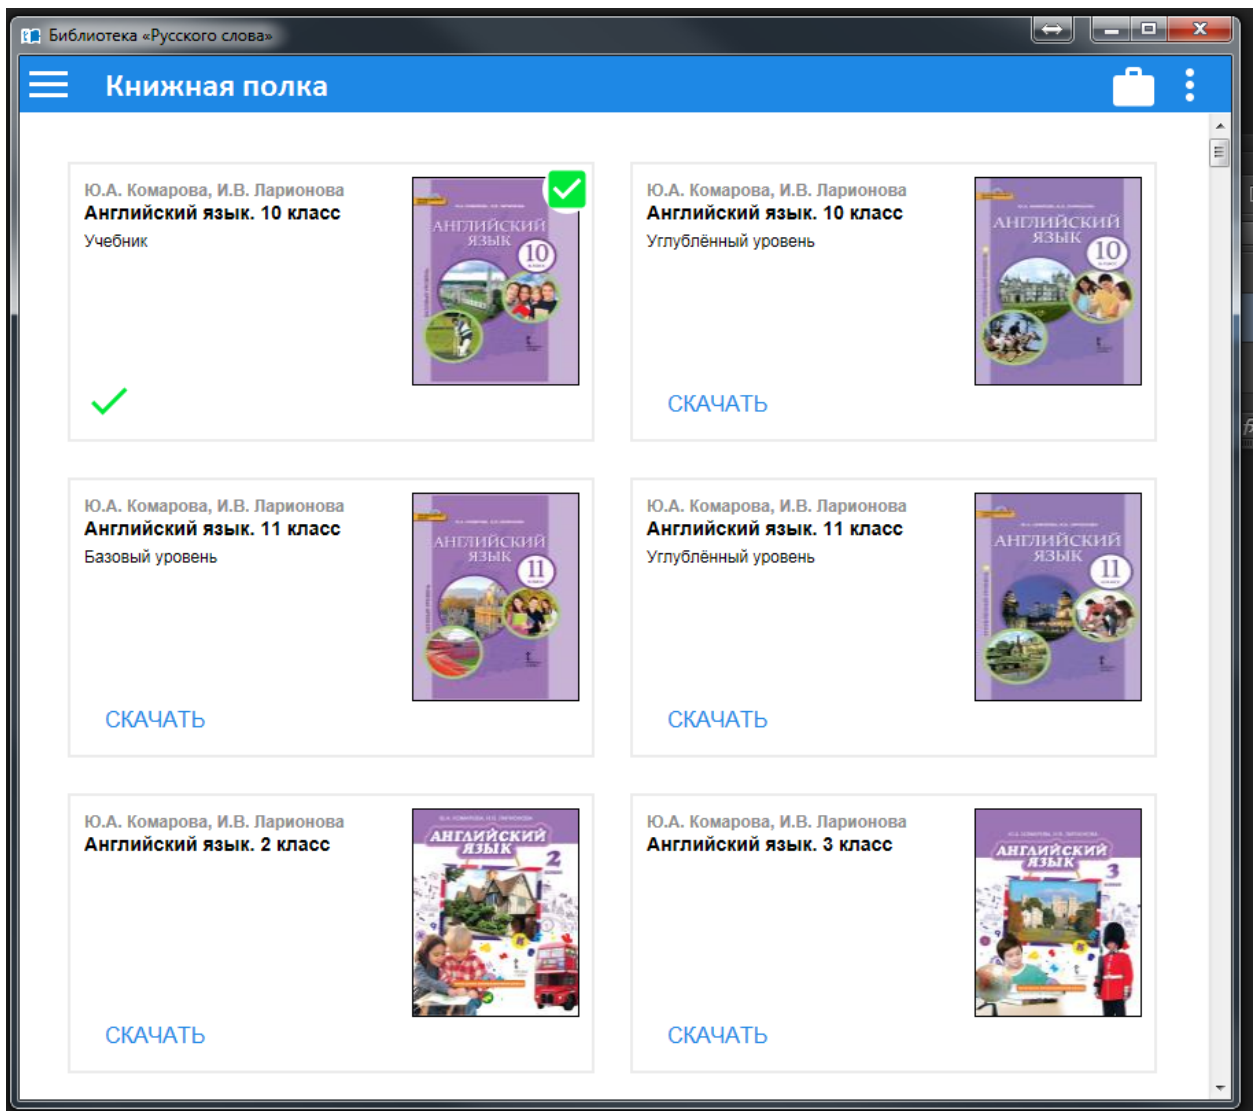 Библиотека «Русского слова»
Книжная полка
Ю.А. Комарова, И.В. Ларионова
Английский язык. 10 класс
Учебник
АНГЛИЙСКИЙ
ЯЗЫК
10
Ю.А. Комарова, И.В. Ларионова
Английский язык. 10 класс
Углублённый уровень
АНГЛИЙСКИЙ
ЯЗЫК
10
СКАЧАТЬ
Ю.А. Комарова, И.В. Ларионова
Английский язык. 11 класс
Базовый уровень
АНГЛИЙСКИЙ
ЯЗЫК
11
СКАЧАТЬ
Ю.А. Комарова, И.В. Ларионова
Английский язык. 11 класс
Углублённый уровень
АНГЛИЙСКИЙ
ЯЗЫК
11
СКАЧАТЬ
Ю.А. Комарова, И.В. Ларионова
Английский язык. 2 класс
АНГЛИЙСКИЙ
ЯЗЫК
2
СКАЧАТЬ
Ю.А. Комарова, И.В. Ларионова
Английский язык. 3 класс
АНГЛИЙСКИЙ
ЯЗЫК
3
СКАЧАТЬ